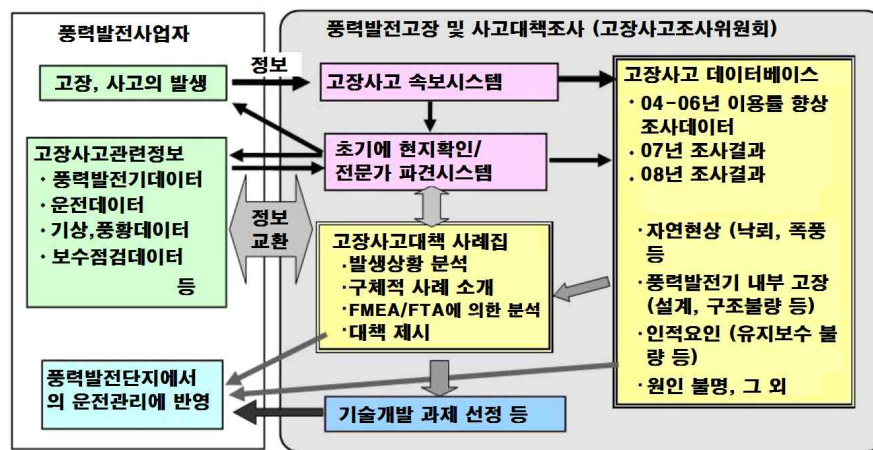 풍력발전사업자
고장, 사고의 발생
고장사고관련정보
· 풍력발전기데이터
· 운전데이터
· 기상,풍황데이터
· 보수점검데이터
등
풍력발전단지에서
의 운전관리에 반영
정보
정보
교환
풍력발전고장 및 사고대책조사 (고장사고조사위원회)
고장사고 속보시스템
초기에 현지확인/
전문가 파견시스템
고장사고대책 사례집
· 발생상황 분석
· 구체적 사례 소개
· FMEA/FTA에 의한 분석
· 대책 제시
기술개발 과제 선정 등
고장사고 데이터베이스
· 04-06년 이용률 향상
조사데이터
· 07년 조사결과
· 08년 조사결과
· 자연현상 (낙뢰, 폭풍
등
· 풍력발전기 내부 고장
(설계, 구조불량 등)
· 인적요인 (유지보수 불
량 등)
· 원인 불명, 그 외